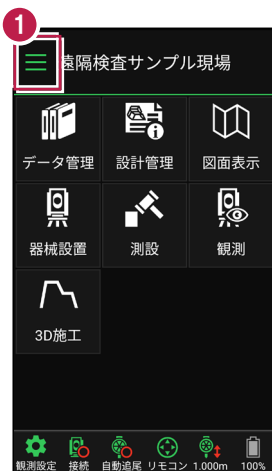 1
遠隔検査サンプル現場
データ管理 設計管理 図面表示
器械設置 測設 観測
3D施工
観測設定 接続 自動追尾 リモコン 1.000m 100%